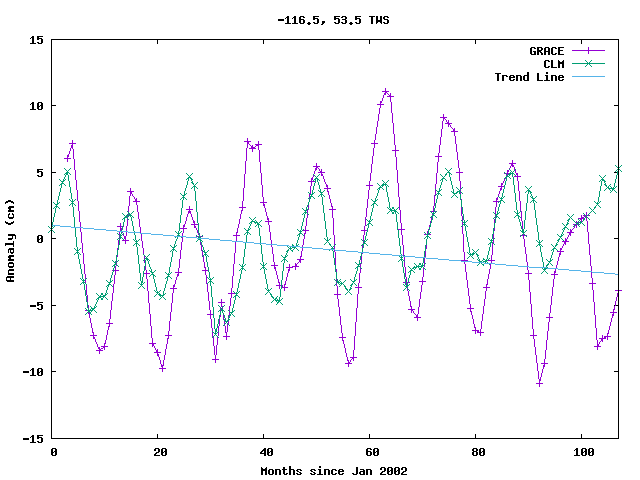 -116.5, 53.5 TWS
GRACE
CLM
Trend Line
15
10
5
0
-5
-10
-15
Anomaly (cm)
0 20 40 60 80 100
Months since Jan 2002